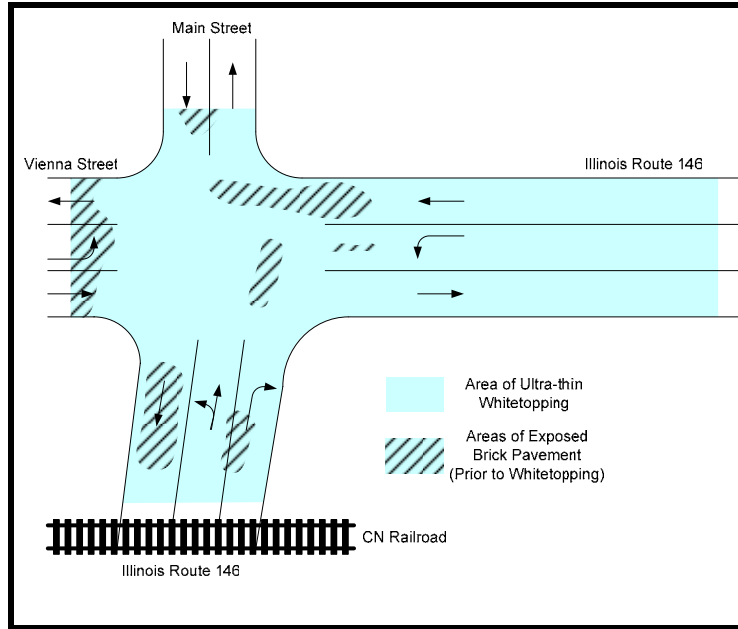 Main Street
Vienna Street
Illinois Route 146
Area of Ultra-thin
Whitetopping
Areas of Exposed
Brick Pavement
(Prior to Whitetopping)
CN Railroad
Illinois Route 146